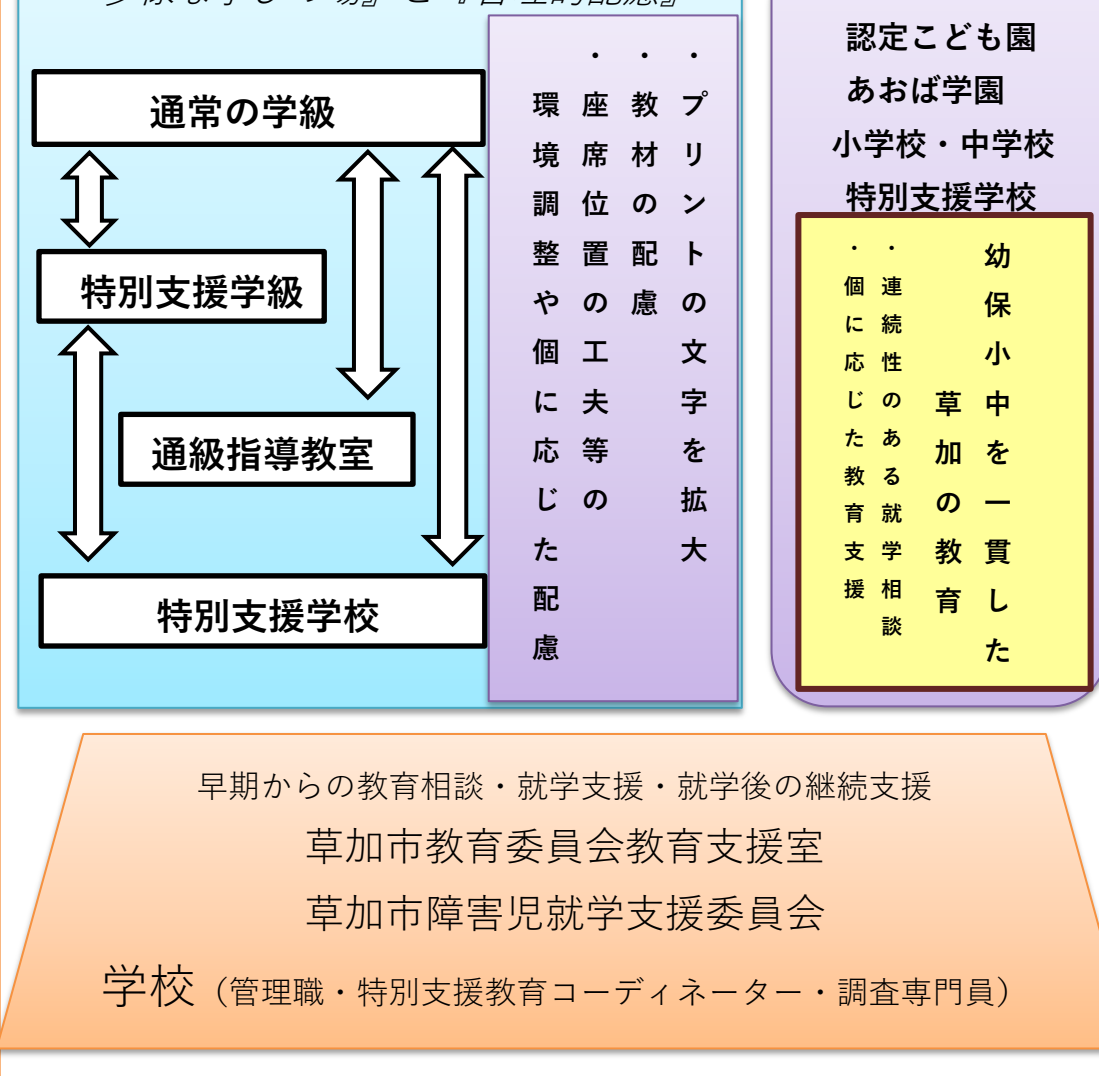 通常の学級
特別支援学級
通級指導教室
特別支援学校
・プリントの文字を拡大
・教材の配慮
・座席位置の工夫等の
環境調整や個に応じた配慮
認定こども園
あおば学園
小学校・中学校
特別支援学校
幼保小中を一貫した
草加の教育
・連続性のある就学相談
・個に応じた教育支援
早期からの教育相談・就学支援・就学後の継続支援
草加市教育委員会教育支援室
草加市障害児就学支援委員会
学校（管理職・特別支援教育コーディネーター・調査専門員）